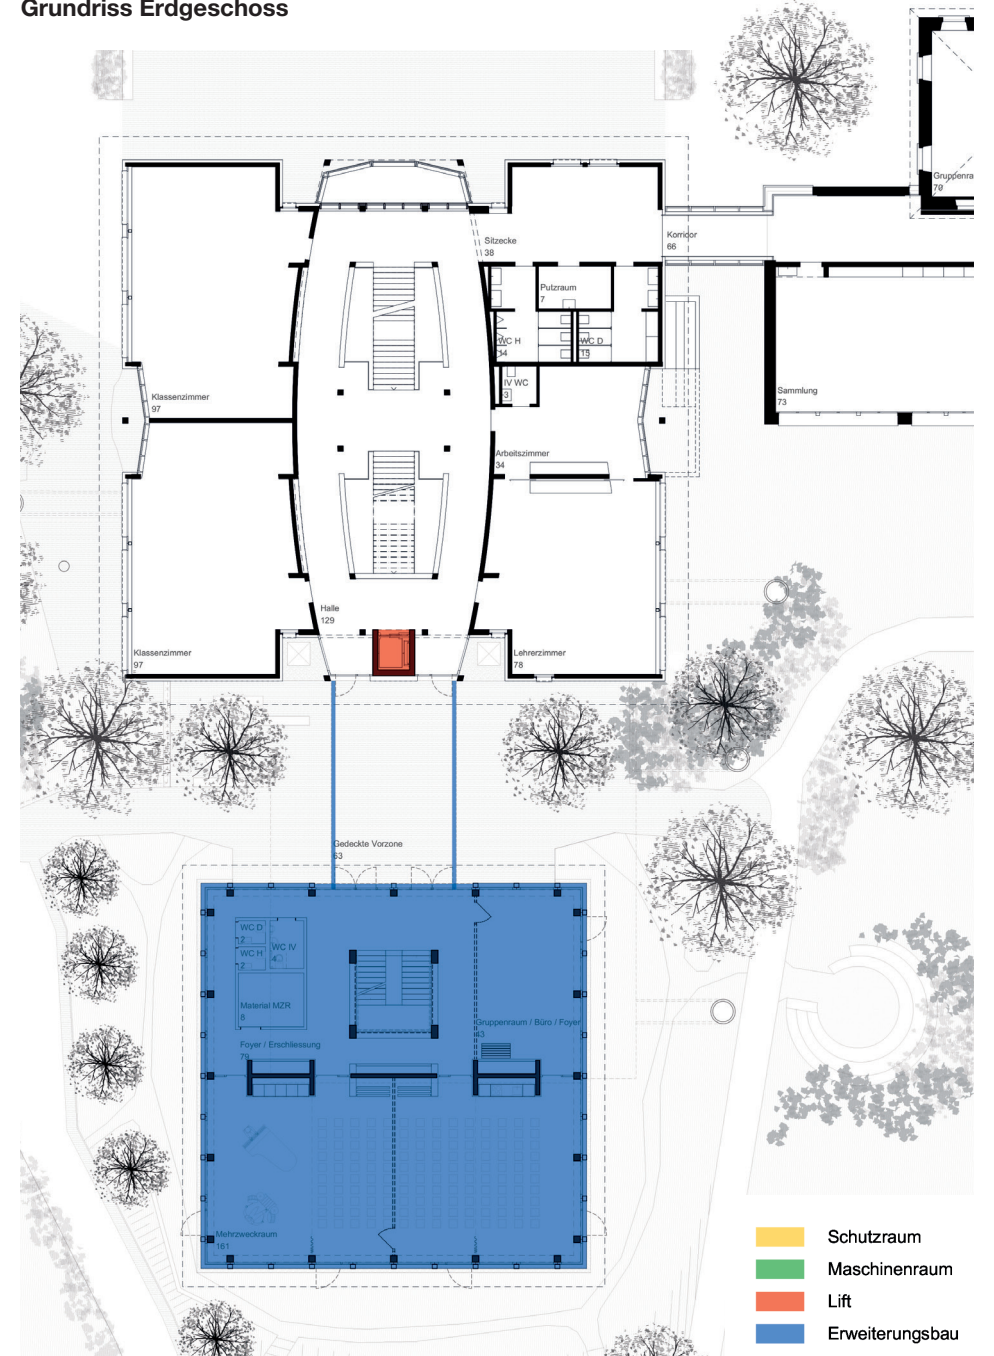 Grundriss Erdgeschoss
Gruppenra
70
Sitzecke
38
Korridor
66
Putzraum
7
WC H
14
WC D
15
IV WC
3
Klassenzimmer
97
Sammlung
73
Arbeitszimmer
34
Halle
129
Klassenzimmer
97
Lehrerzimmer
78
Gedeckte Vorzone
63
WC D
2
WC IV
4
WC H
2
Material MZR
8
Gruppenraum / Büro / Foyer
43
Foyer / Erschliessung
79
Mehrzweckraum
161
Schutzraum
Maschinenraum
Lift
Erweiterungsbau